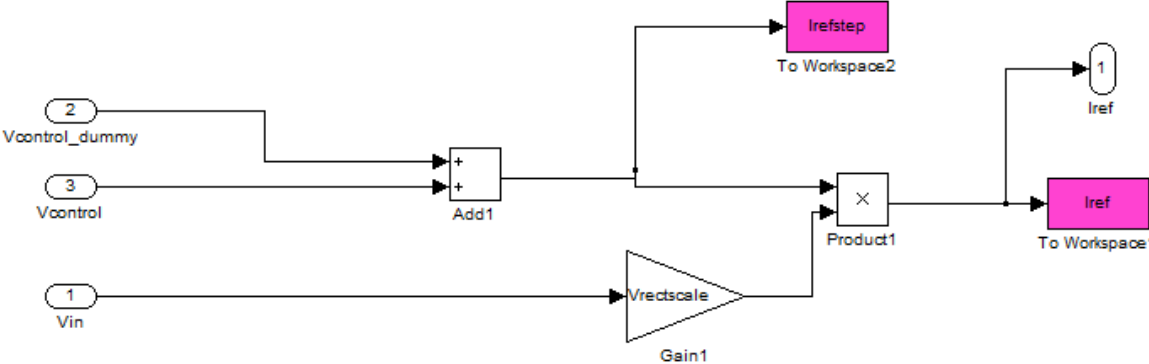 Irefstep
To Workspace2
1
Iref
2
Vcontrol_dummy
+
+
Add1
3
Vcontrol
×
Product1
Iref
To Workspace
1
Vin
Vrectscale
Gain1